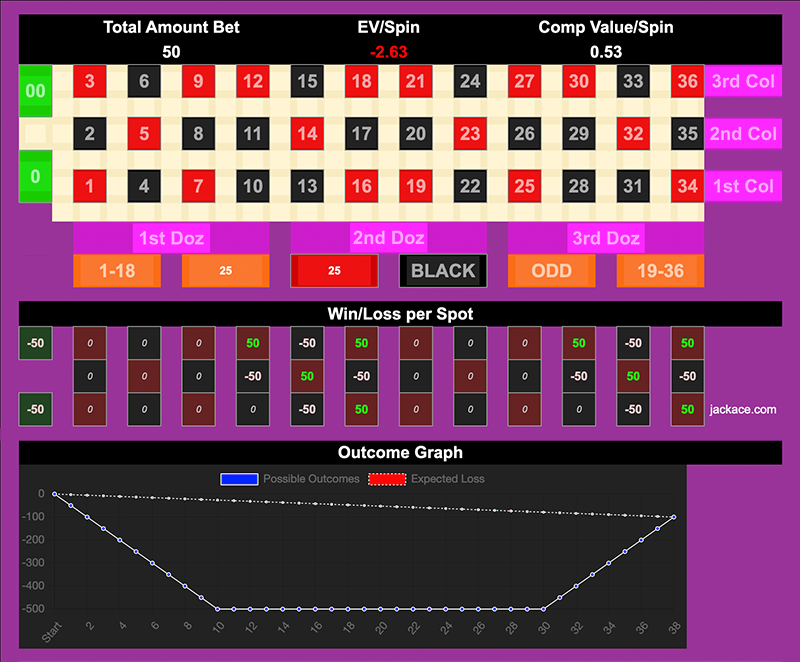 Total Amount Bet EV/Spin Comp Value/Spin
50 -2.63 0.53
00 3 6 9 12 15 18 21 24 27 30 33 36 3rd Col
2 5 8 11 14 17 20 23 26 29 32 35 2nd Col
0 1 4 7 10 13 16 19 22 25 28 31 34 1st Col
1st Doz 2nd Doz 3rd Doz
1-18 25 25 BLACK ODD 19-36
Win/Loss per Spot
-50 0 0 0 50 -50 50 0 0 0 50 -50 50
0 0 0 -50 50 -50 0 0 0 -50 50 -50
-50 0 0 0 0 -50 50 0 0 0 0 -50 50 jackace.com
Outcome Graph
Possible Outcomes Expected Loss
0
-100
-200
-300
-400
-500
Start 2 4 6 8 10 12 14 16 18 20 22 24 26 28 30 32 34 36 38